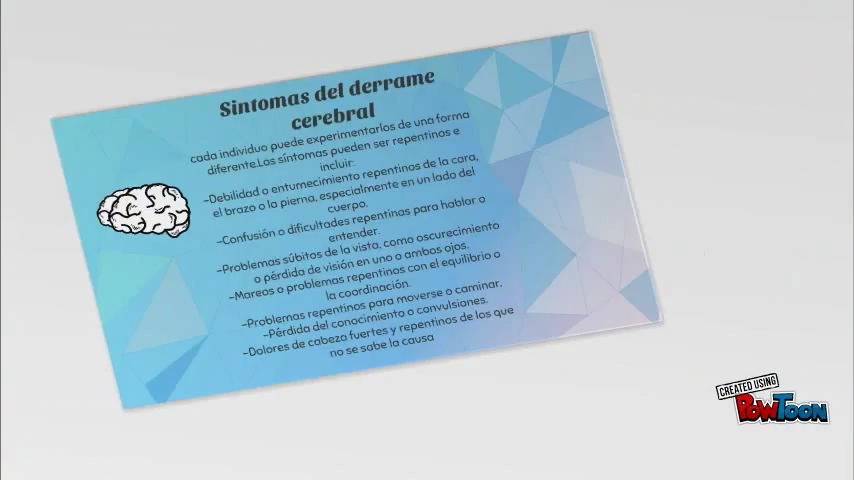 Sintomas del derrame
cerebral
cada individuo puede experimentarlos de una forma
diferente.Los síntomas pueden ser repentinos e
incluir:
-Debilidad o entumecimiento repentinos de la cara,
el brazo o la pierna, especialmente en un lado del
cuerpo.
-Confusión o dificultades repentinas para hablar o
entender.
-Problemas súbitos de la vista, como oscurecimiento
o pérdida de visión en uno o ambos ojos,
-Mareos o problemas repentinos con el equilibrio o
la coordinación.
-Problemas repentinos para moverse o caminar.
-Pérdida del conocimiento o convulsiones.
-Dolores de cabeza fuertes y repentinos de los que
no se sabe la causa
CREATED USING
POWTOON